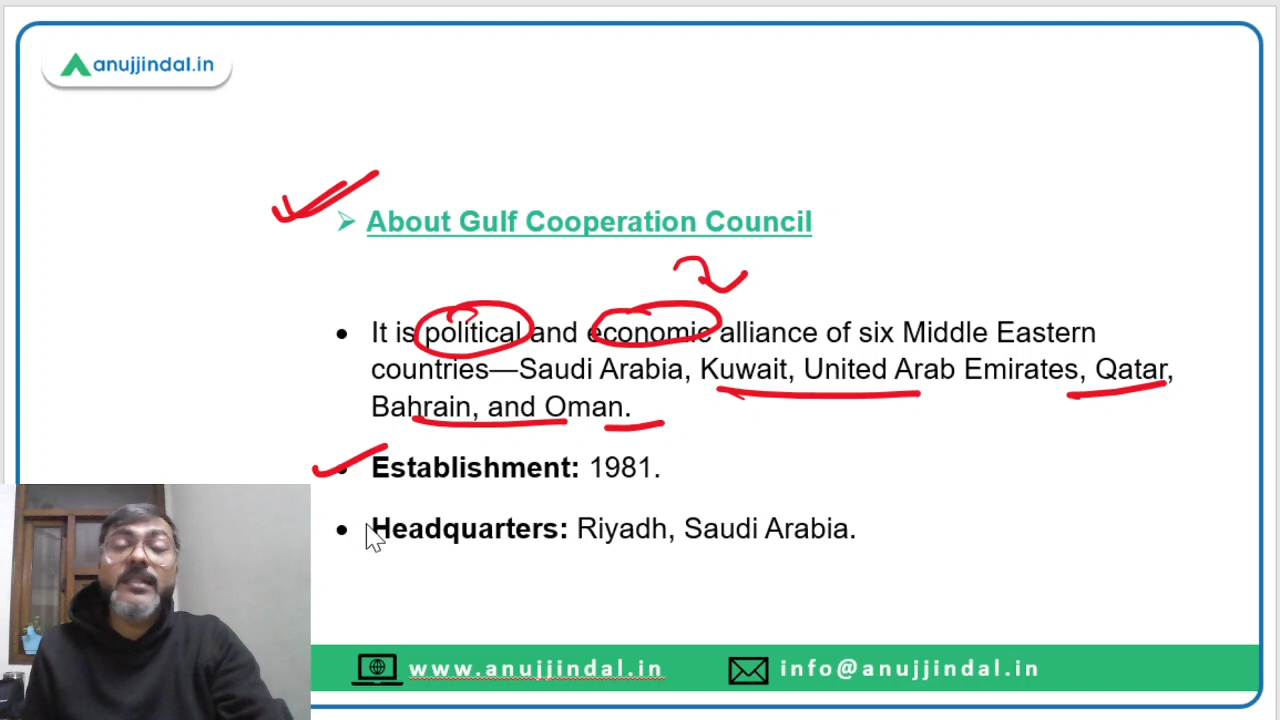 anujjindal.in
About Gulf Cooperation Council
It is political and economic alliance of six Middle Eastern
countries—Saudi Arabia, Kuwait, United Arab Emirates, Qatar,
Bahrain, and Oman.
Establishment: 1981.
Headquarters: Riyadh, Saudi Arabia.
www.anujjindal.in
info@anujjindal.in